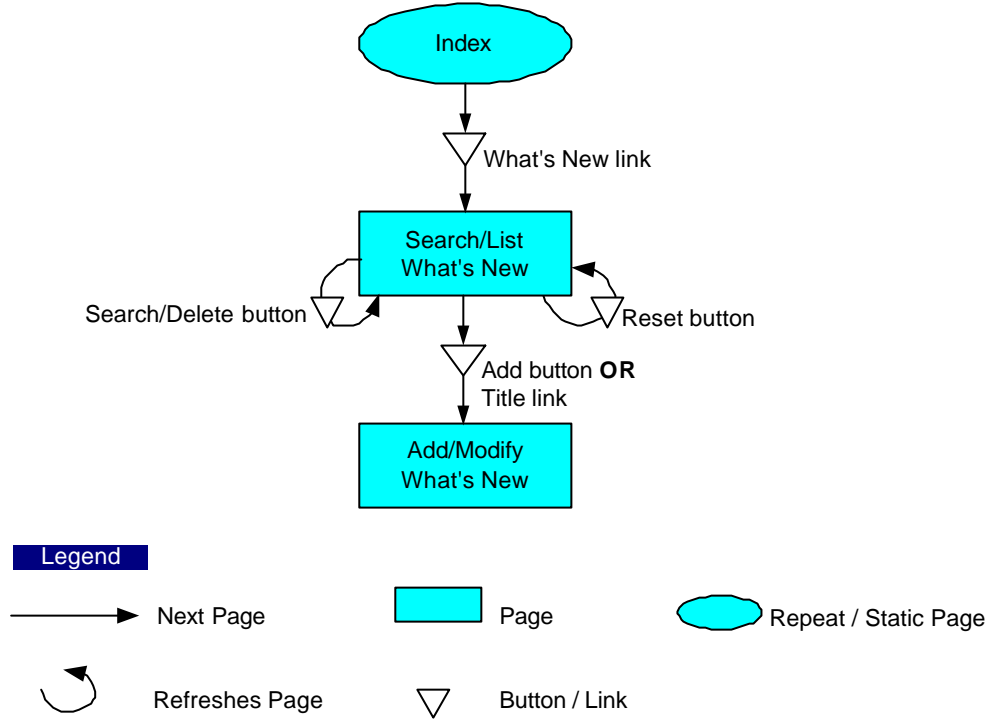 Index
What's New link
Search/List
What's New
Search/Delete button
Reset button
Add button OR
Title link
Add/Modify
What's New
Legend
Next Page
Page
Repeat / Static Page
Refreshes Page
Button / Link